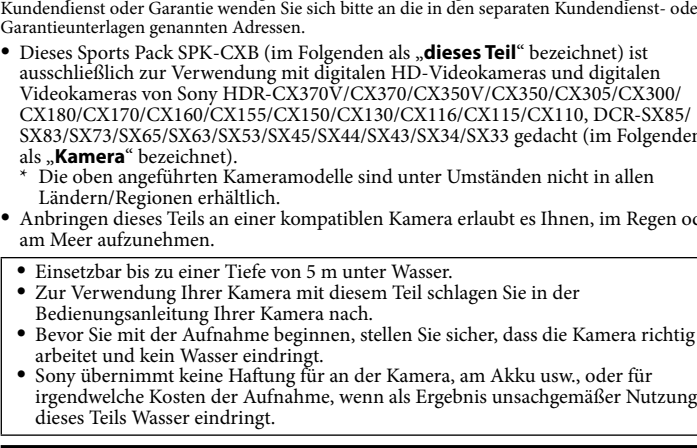 Kundendienst oder Garantie wenden Sie sich bitte an die in den separaten Kundendienst- ode
Garantieunterlagen genannten Adressen.
• Dieses Sports Pack SPK-CXB (im Folgenden als „dieses Teil“ bezeichnet) ist
ausschließlich zur Verwendung mit digitalen HD-Videokameras und digitalen
Videokameras von Sony HDR-CX370V/CX370/CX350V/CX350/CX305/CX300/
CX180/CX170/CX160/CX155/CX150/CX130/CX116/CX115/CX110, DCR-SX85/
SX83/SX73/SX65/SX63/SX53/SX45/SX44/SX43/SX34/SX33 gedacht (im Folgenden
als „Kamera“ bezeichnet).
* Die oben angeführten Kameramodelle sind unter Umständen nicht in allen
Ländern/Regionen erhältlich.
• Anbringen dieses Teils an einer kompatiblen Kamera erlaubt es Ihnen, im Regen od
am Meer aufzunehmen.
• Einsetzbar bis zu einer Tiefe von 5 m unter Wasser.
• Zur Verwendung Ihrer Kamera mit diesem Teil schlagen Sie in der
Bedienungsanleitung Ihrer Kamera nach.
• Bevor Sie mit der Aufnahme beginnen, stellen Sie sicher, dass die Kamera richtig
arbeitet und kein Wasser eindringt.
• Sony übernimmt keine Haftung für an der Kamera, am Akku usw., oder für
irgendwelche Kosten der Aufnahme, wenn als Ergebnis unsachgemäßer Nutzung
dieses Teils Wasser eindringt.